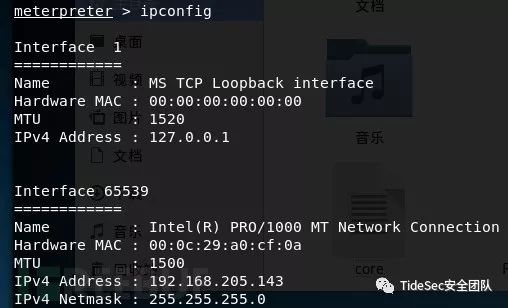 meterpreter > ipconfig
Interface  1
============
Name         : MS TCP Loopback interface
Hardware MAC : 00:00:00:00:00:00
MTU          : 1520
IPv4 Address : 127.0.0.1
Interface 65539
============
Name         : Intel(R) PRO/1000 MT Network Connection
Hardware MAC : 00:0c:29:a0:cf:0a
MTU          : 1500
IPv4 Address : 192.168.205.143
IPv4 Netmask : 255.255.255.0
桌面
视频
图片
文档
音乐
文档
音乐
core
TideSec安全团队